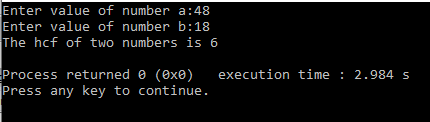 Enter value of number a:48
Enter value of number b:18
The hcf of two numbers is 6
Process returned 0 (0x0)   execution time : 2.984 s
Press any key to continue.